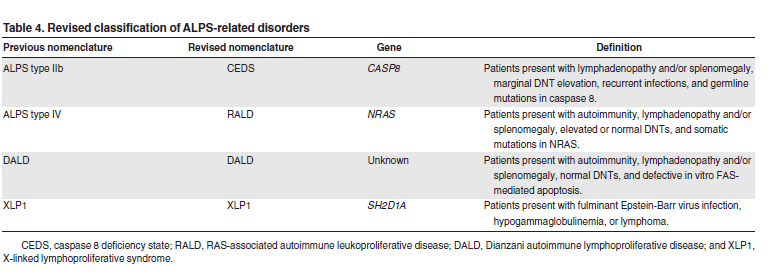 Table 4. Revised classification of ALPS-related disorders
Previous nomenclature Revised nomenclature Gene Definition
ALPS type IIb CEDS CASP8 Patients present with lymphadenopathy and/or splenomegaly,
marginal DNT elevation, recurrent infections, and germline
mutations in caspase 8.
ALPS type IV RALD NRAS Patients present with autoimmunity, lymphadenopathy and/or
splenomegaly, elevated or normal DNTs, and somatic
mutations in NRAS.
DALD DALD Unknown Patients present with autoimmunity, lymphadenopathy and/or
splenomegaly, normal DNTs, and defective in vitro FAS-
mediated apoptosis.
XLP1 XLP1 SH2D1A Patients present with fulminant Epstein-Barr virus infection,
hypogammaglobulinemia, or lymphoma.
CEDS, caspase 8 deficiency state; RALD, RAS-associated autoimmune leukoproliferative disease; DALD, Dianzani autoimmune lymphoproliferative disease; and XLP1,
X-linked lymphoproliferative syndrome.